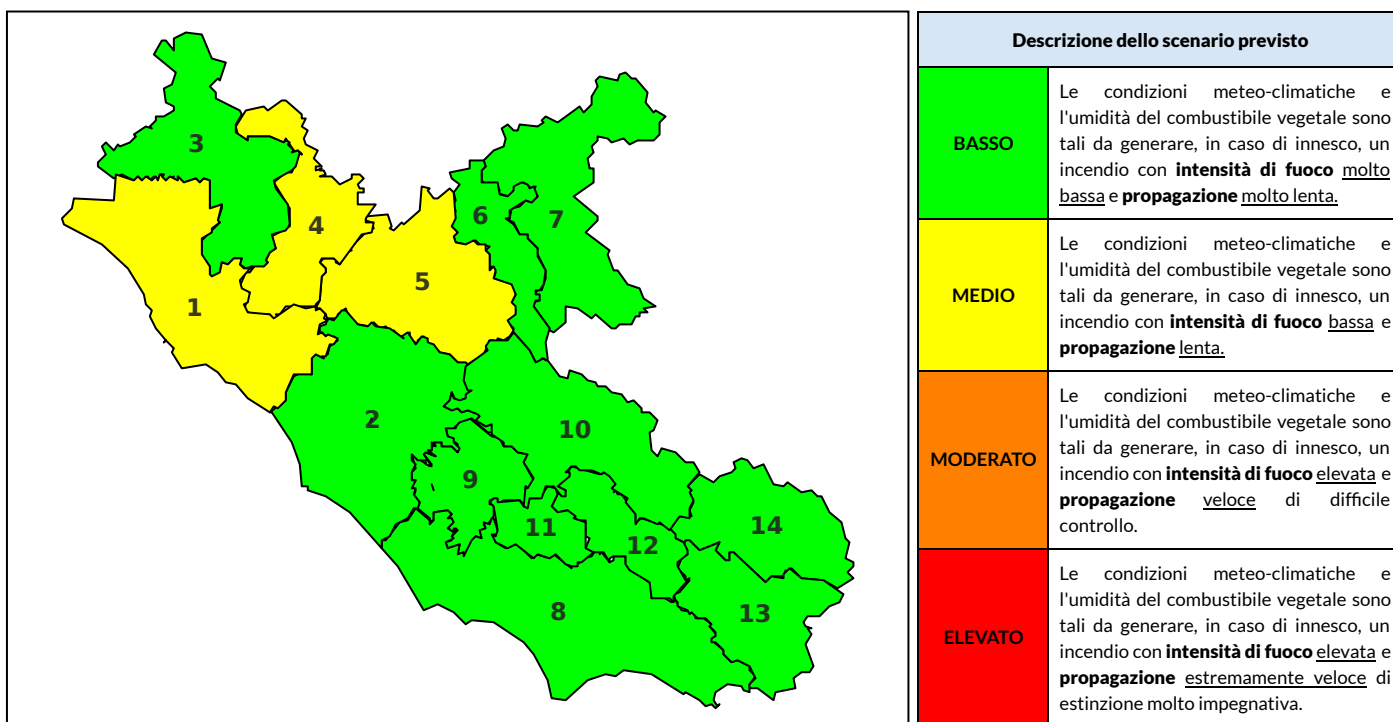 3
4
6
7
5
1
2
10
9
14
11
12
8
13
Descrizione dello scenario previsto
BASSO
Le condizioni meteo-climatiche e
l'umidità del combustibile vegetale sono
tali da generare, in caso di innesco, un
incendio con intensità di fuoco molto
bassa e propagazione molto lenta.
MEDIO
Le condizioni meteo-climatiche e
l'umidità del combustibile vegetale sono
tali da generare, in caso di innesco, un
incendio con intensità di fuoco bassa e
propagazione lenta.
MODERATO
Le condizioni meteo-climatiche e
l'umidità del combustibile vegetale sono
tali da generare, in caso di innesco, un
incendio con intensità di fuoco elevata e
propagazione veloce di difficile
controllo.
ELEVATO
Le condizioni meteo-climatiche e
l'umidità del combustibile vegetale sono
tali da generare, in caso di innesco, un
incendio con intensità di fuoco elevata e
propagazione estremamente veloce di
estinzione molto impegnativa.